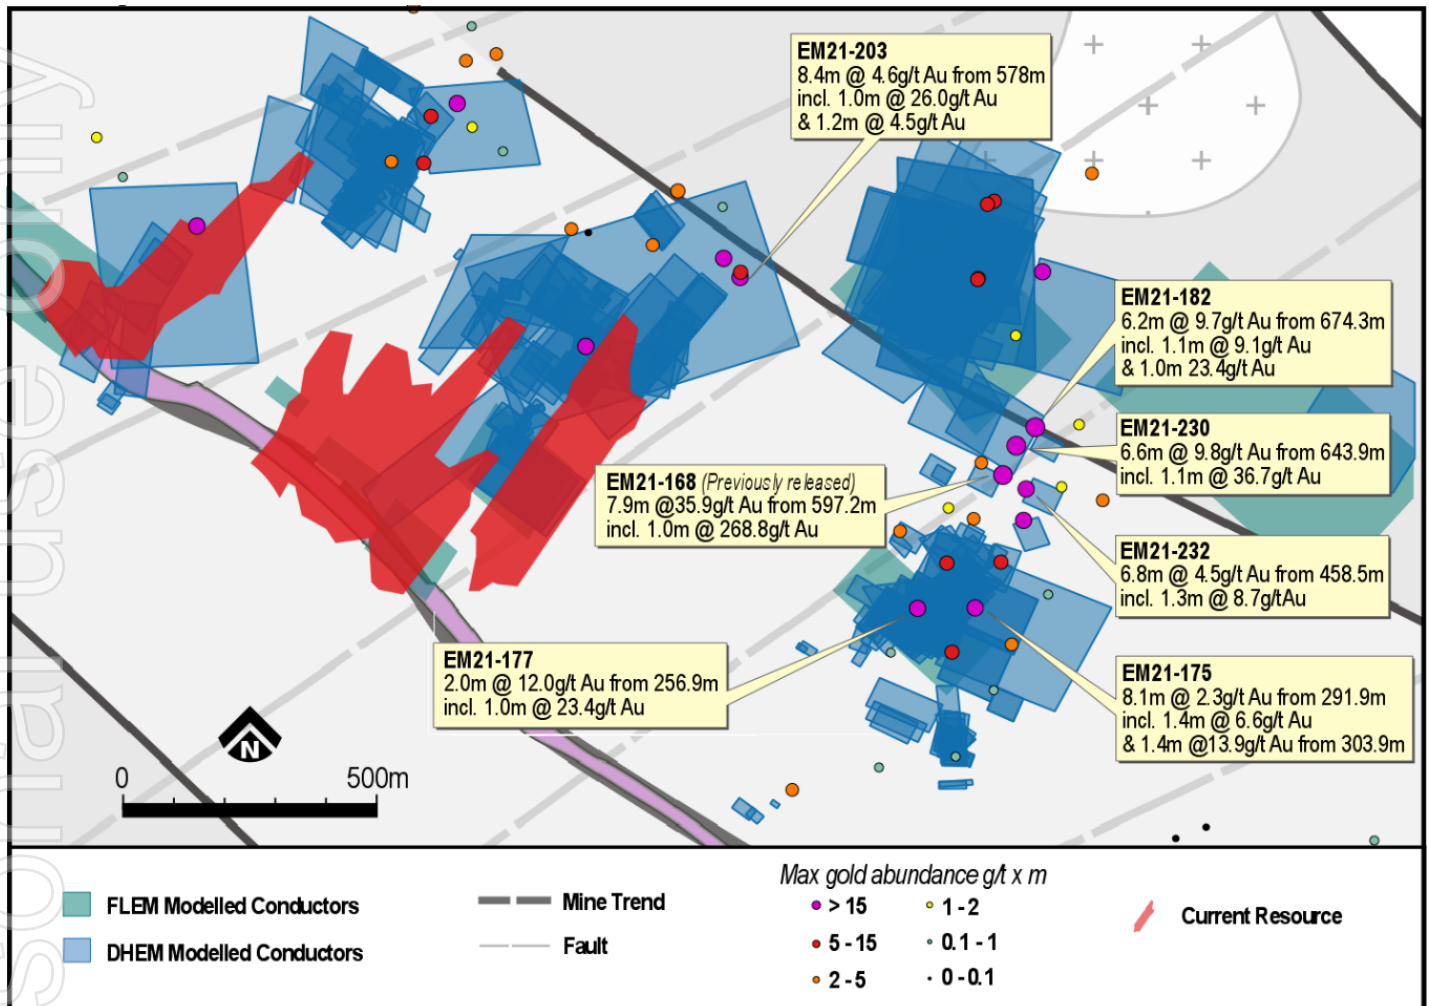 EM21-203
8.4m @ 4.6g/t Au from 578m
incl. 1.0m @ 26.0g/t Au
& 1.2m @ 4.5g/t Au
EM21-182
6.2m @ 9.7g/t Au from 674.3m
incl. 1.1m @ 9.1g/t Au
& 1.0m 23.4g/t Au
EM21-230
6.6m @ 9.8g/t Au from 643.9m
incl. 1.1m @ 36.7g/t Au
EM21-168 (Previously released)
7.9m @35.9g/t Au from 597.2m
incl. 1.0m @ 268.8g/t Au
EM21-232
6.8m @ 4.5g/t Au from 458.5m
incl. 1.3m @ 8.7g/tAu
EM21-177
2.0m @ 12.0g/t Au from 256.9m
incl. 1.0m @ 23.4g/t Au
EM21-175
8.1m @ 2.3g/t Au from 291.9m
incl. 1.4m @ 6.6g/t Au
& 1.4m @13.9g/t Au from 303.9m
N
0 500m
FLEM Modelled Conductors
DHEM Modelled Conductors
Mine Trend
Fault
Max gold abundance g/t x m
> 15
5 - 15
2 - 5
1 - 2
0.1 - 1
0 - 0.1
Current Resource
sonal use only